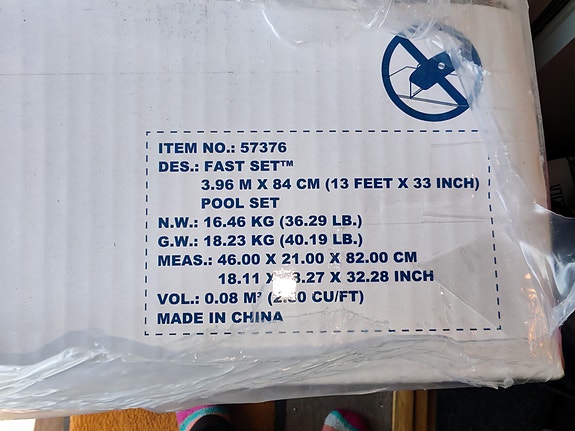 ITEM NO.: 57376
DES.: FAST SET™
3.96 M X 84 CM (13 FEET X 33 INCH)
POOL SET
N.W.: 16.46 KG (36.29 LB.)
G.W.: 18.23 KG (40.19 LB.)
MEAS.: 46.00 X 21.00 X 82.00 CM
18.11 X X 32.28 INCH
VOL.: 0.08 M³ CU/FT)
MADE IN CHINA